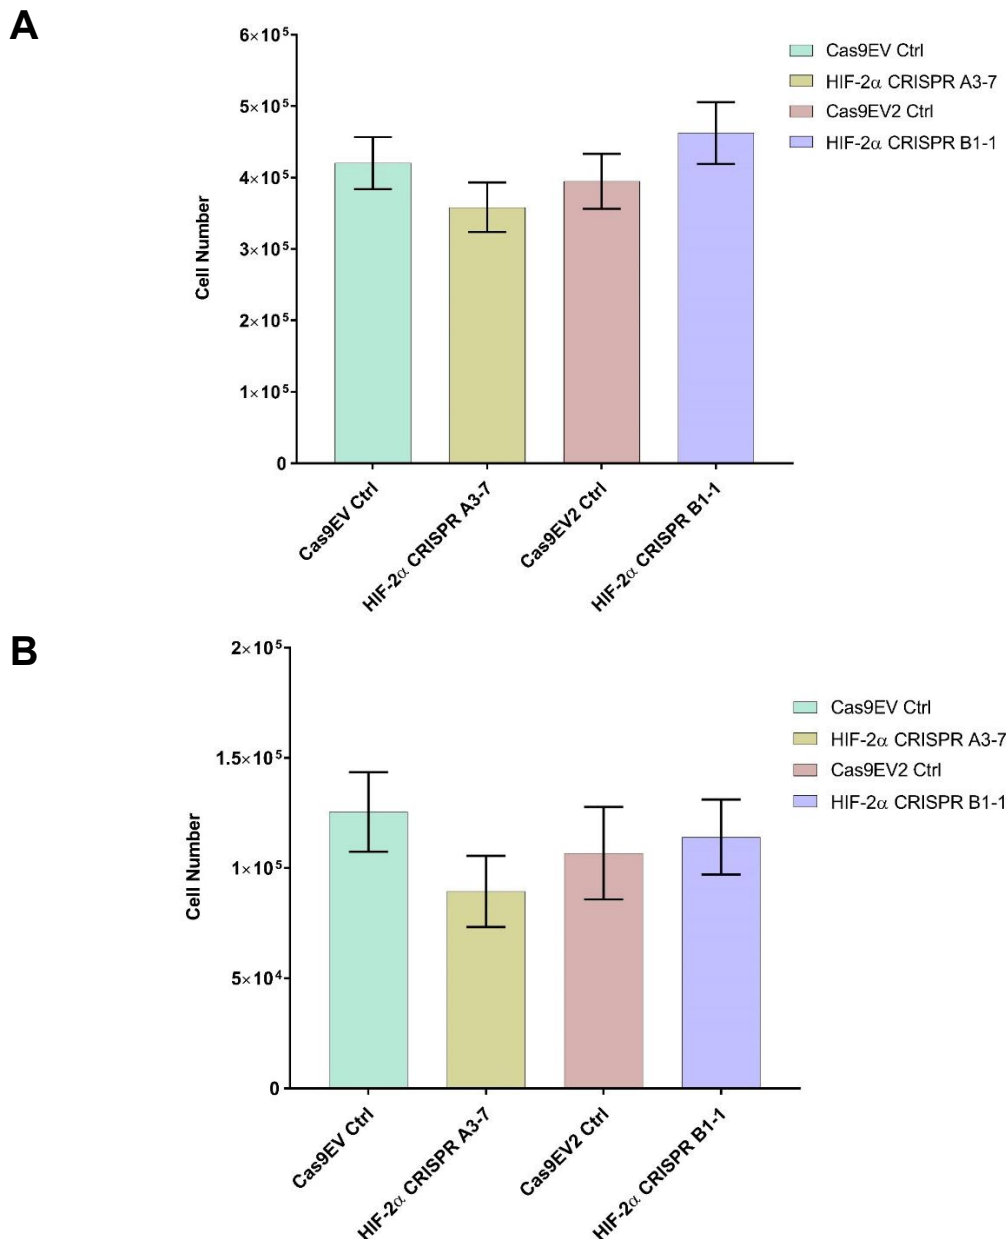 A
6×10⁵
5×10⁵
4×10⁵
3×10⁵
2×10⁵
1×10⁵
0
Cell Number
Cas9EV Ctrl
HIF-2α CRISPR A3-7
Cas9EV2 Ctrl
HIF-2α CRISPR B1-1
Cas9EV Ctrl
HIF-2α CRISPR A3-7
Cas9EV2 Ctrl
HIF-2α CRISPR B1-1
B
2×10⁵
1.5×10⁵
1×10⁵
5×10⁴
0
Cell Number
Cas9EV Ctrl
HIF-2α CRISPR A3-7
Cas9EV2 Ctrl
HIF-2α CRISPR B1-1
Cas9EV Ctrl
HIF-2α CRISPR A3-7
Cas9EV2 Ctrl
HIF-2α CRISPR B1-1